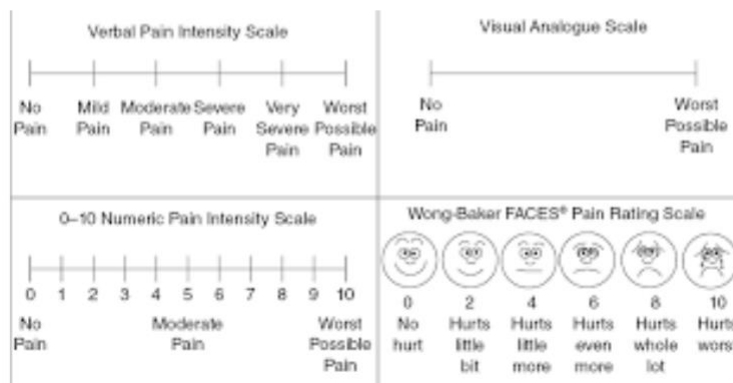 Verbal Pain Intensity Scale
No Pain
Mild Pain
Moderate Pain
Severe Pain
Very Severe Pain
Worst Possible Pain
Visual Analogue Scale
No Pain
Worst Possible Pain
0–10 Numeric Pain Intensity Scale
0 1 2 3 4 5 6 7 8 9 10
No Pain
Moderate Pain
Worst Possible Pain
Wong-Baker FACES® Pain Rating Scale
0 2 4 6 8 10
No hurt
Hurts little bit
Hurts little more
Hurts even more
Hurts whole lot
Hurts worst